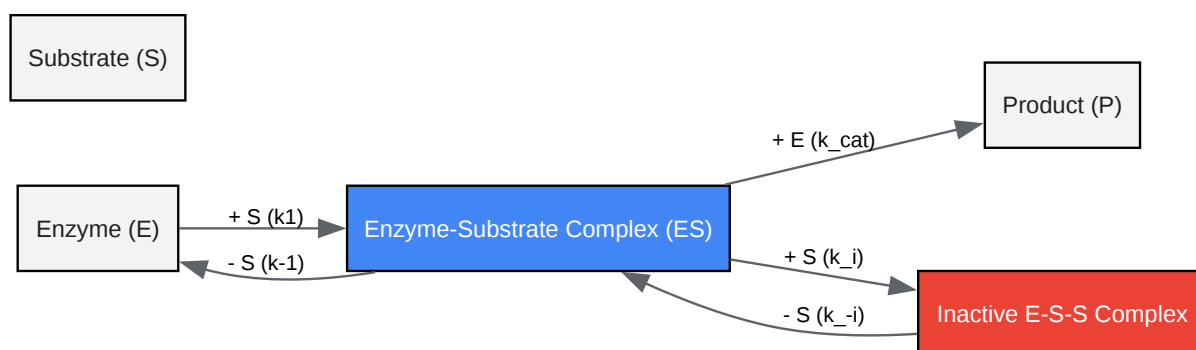 Substrate (S)
Product (P)
+ E (k_cat)
Enzyme (E)
+ S (k1)
- S (k-1)
Enzyme-Substrate Complex (ES)
+ S (k_i)
- S (k_-i)
Inactive E-S-S Complex